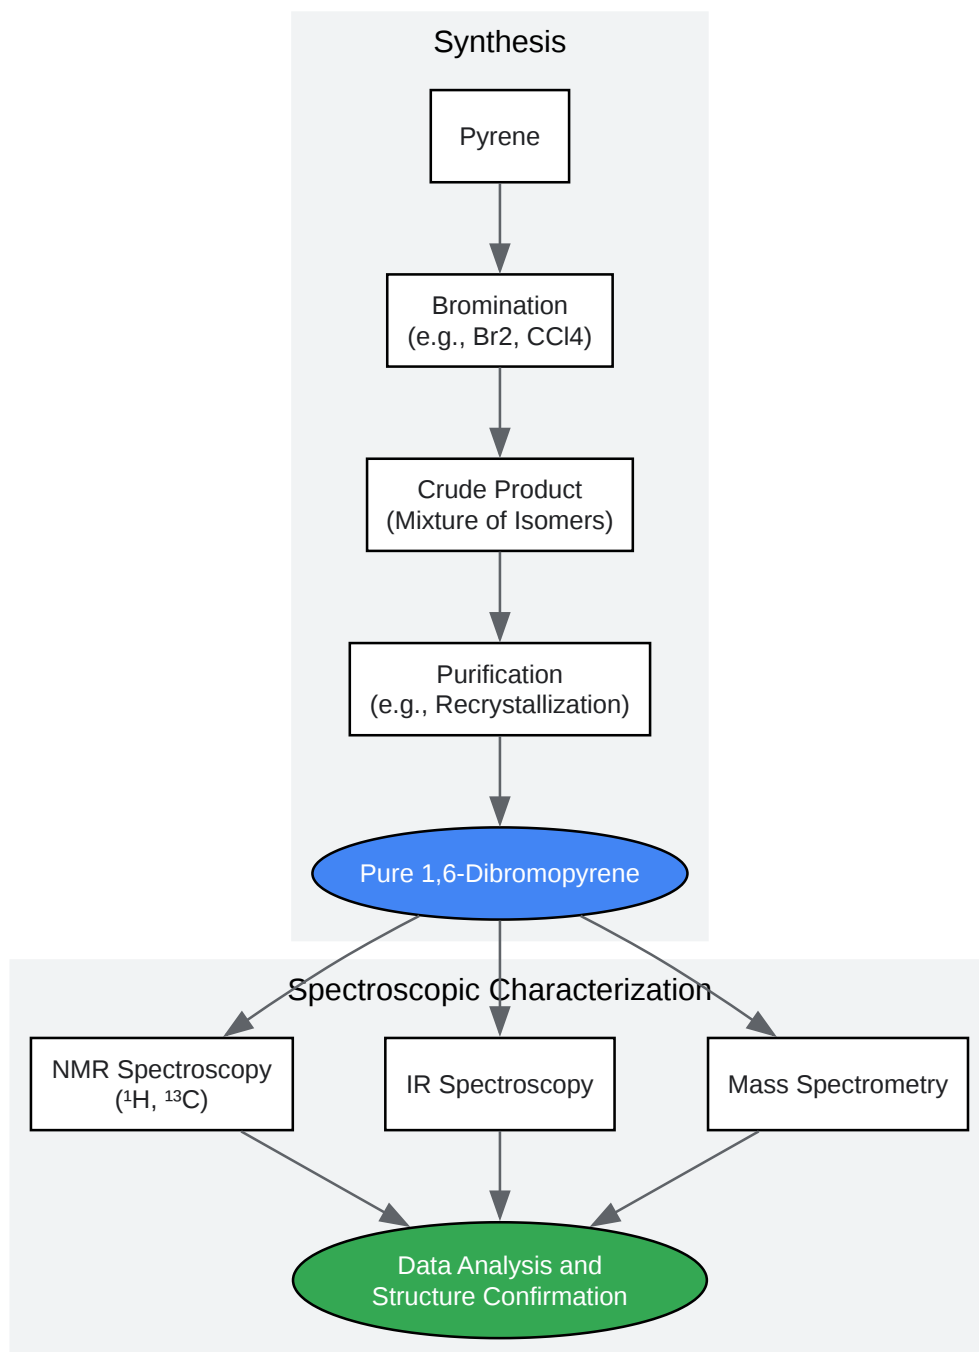 Synthesis
Pyrene
Bromination
(e.g., Br2, CCl4)
Crude Product
(Mixture of Isomers)
Purification
(e.g., Recrystallization)
Pure 1,6-Dibromopyrene
Spectroscopic Characterization
NMR Spectroscopy
(¹H, ¹³C)
IR Spectroscopy
Mass Spectrometry
Data Analysis and
Structure Confirmation